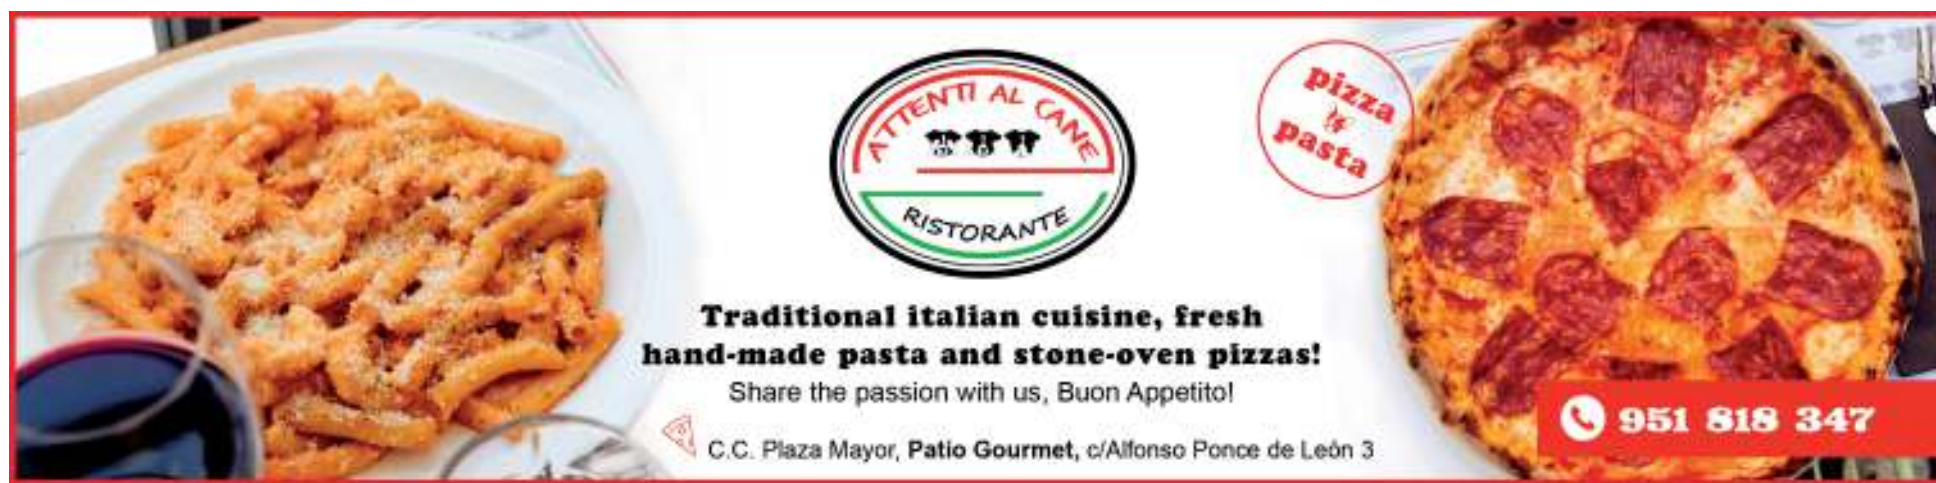 ATTENTI AL CANE
RISTORANTE
pizza
&
pasta
Traditional italian cuisine, fresh
hand-made pasta and stone-oven pizzas!
Share the passion with us, Buon Appetito!
C.C. Plaza Mayor, Patio Gourmet, c/Alfonso Ponce de León 3
951 818 347